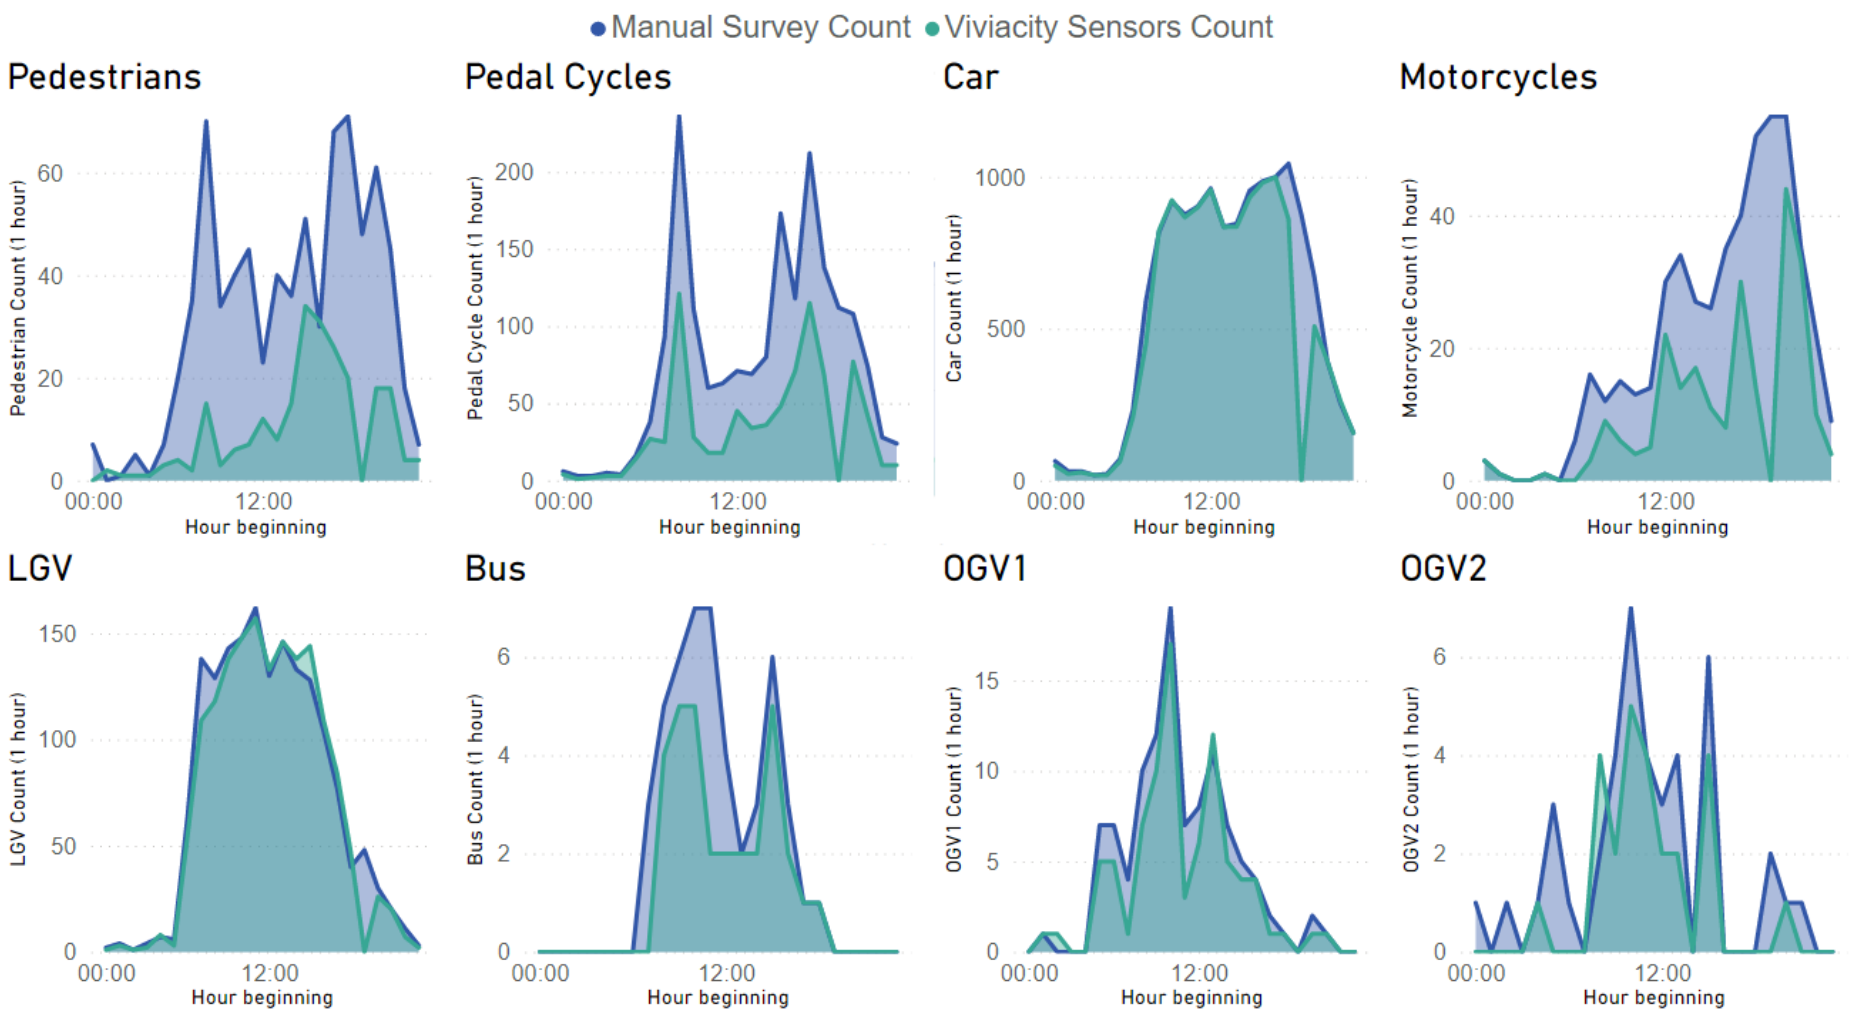 Manual Survey Count Viviacity Sensors Count
Pedestrians
Pedestrian Count (1 hour)
60
40
20
0
00:00 12:00
Hour beginning
Pedal Cycles
Pedal Cycle Count (1 hour)
200
150
100
50
0
00:00 12:00
Hour beginning
Car
Car Count (1 hour)
1000
500
0
00:00 12:00
Hour beginning
Motorcycles
Motorcycle Count (1 hour)
40
20
0
00:00 12:00
Hour beginning
LGV
LGV Count (1 hour)
150
100
50
0
00:00 12:00
Hour beginning
Bus
Bus Count (1 hour)
6
4
2
0
00:00 12:00
Hour beginning
OGV1
OGV1 Count (1 hour)
15
10
5
0
00:00 12:00
Hour beginning
OGV2
OGV2 Count (1 hour)
6
4
2
0
00:00 12:00
Hour beginning